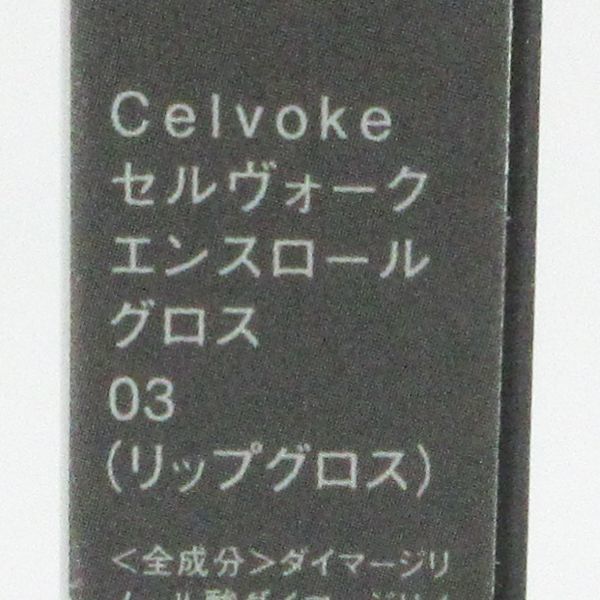 Celvoke
セルヴォーク
エンスロール
グロス
03
(リップグロス)
<全成分>ダイマージリ